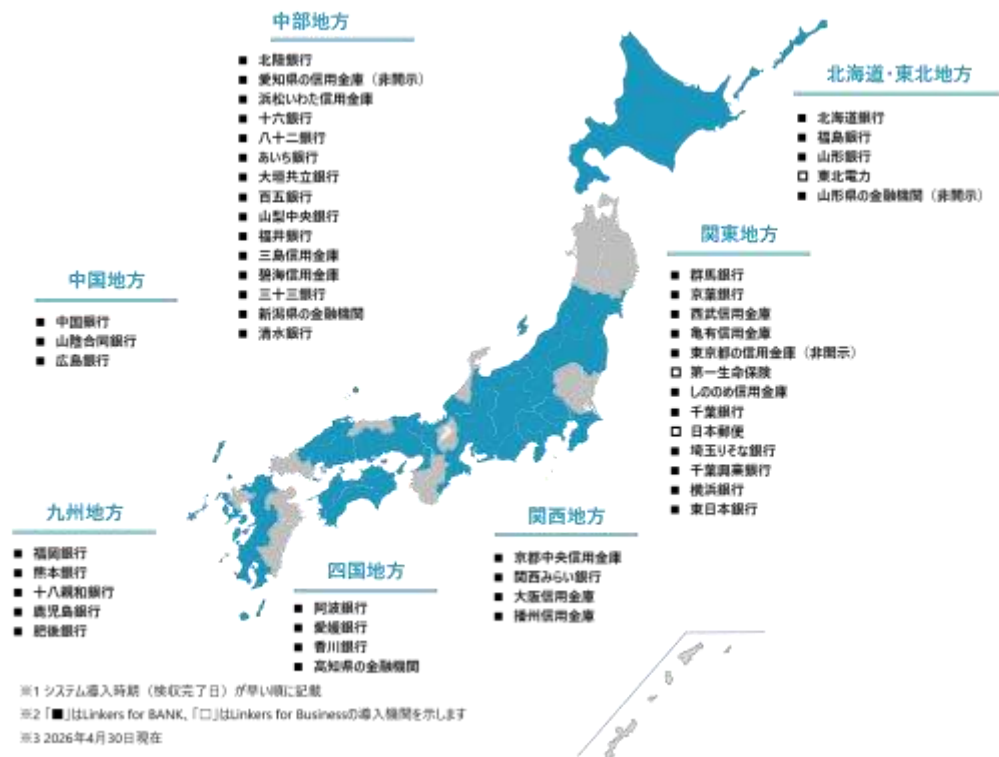 中部地方
■ 北陸銀行
■ 愛知県の信用金庫（非開示）
■ 浜松いわた信用金庫
■ 十六銀行
■ 八十二銀行
■ あいち銀行
■ 大垣共立銀行
■ 百五銀行
■ 山梨中央銀行
■ 福井銀行
■ 三島信用金庫
■ 碧海信用金庫
■ 三十三銀行
■ 新潟県の金融機関
■ 清水銀行
北海道・東北地方
■ 北海道銀行
■ 福島銀行
■ 山形銀行
□ 東北電力
■ 山形県の金融機関（非開示）
関東地方
■ 群馬銀行
■ 京葉銀行
■ 西武信用金庫
■ 亀有信用金庫
■ 東京都の信用金庫（非開示）
□ 第一生命保険
■ しののめ信用金庫
■ 千葉銀行
□ 日本郵便
■ 埼玉りそな銀行
■ 千葉興業銀行
■ 横浜銀行
■ 東日本銀行
中国地方
■ 中国銀行
■ 山陰合同銀行
■ 広島銀行
九州地方
■ 福岡銀行
■ 熊本銀行
■ 十八親和銀行
■ 鹿児島銀行
■ 肥後銀行
四国地方
■ 阿波銀行
■ 愛媛銀行
■ 香川銀行
■ 高知県の金融機関
関西地方
■ 京都中央信用金庫
■ 関西みらい銀行
■ 大阪信用金庫
■ 播州信用金庫
※1 システム導入時期（検収完了日）が早い順に記載
※2 「■」はLinkers for BANK、「□」はLinkers for Businessの導入機関を示します
※3 2026年4月30日現在